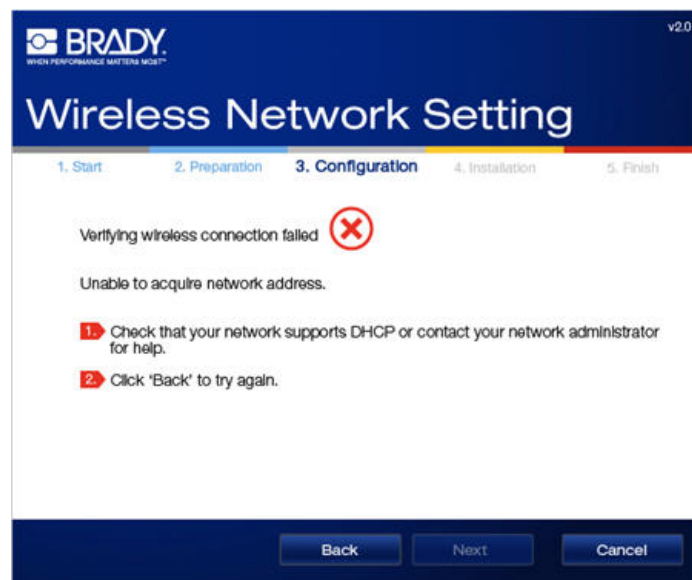 v2.0
BRADY.
WHEN PERFORMANCE MATTERS MOST™
Wireless Network Setting
1. Start 2. Preparation 3. Configuration 4. Installation 5. Finish
Verifying wireless connection failed
Unable to acquire network address.
1. Check that your network supports DHCP or contact your network administrator
for help.
2. Click 'Back' to try again.
Back Next Cancel